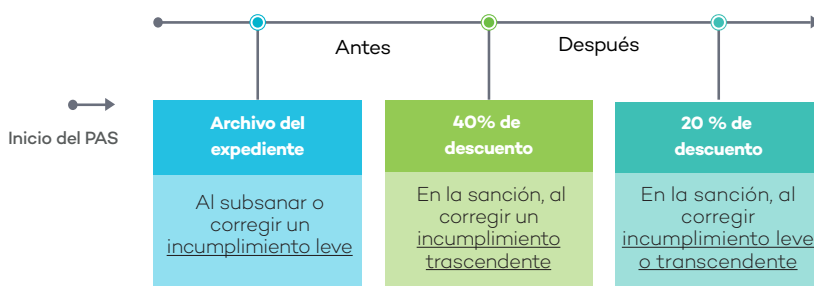 Antes
Después
Inicio del PAS
Archivo del
expediente
Al subsanar o
corregir un
incumplimiento leve
40% de
descuento
En la sanción, al
corregir un
incumplimiento
trascendente
20 % de
descuento
En la sanción, al
corregir
incumplimiento leve
o transcendente